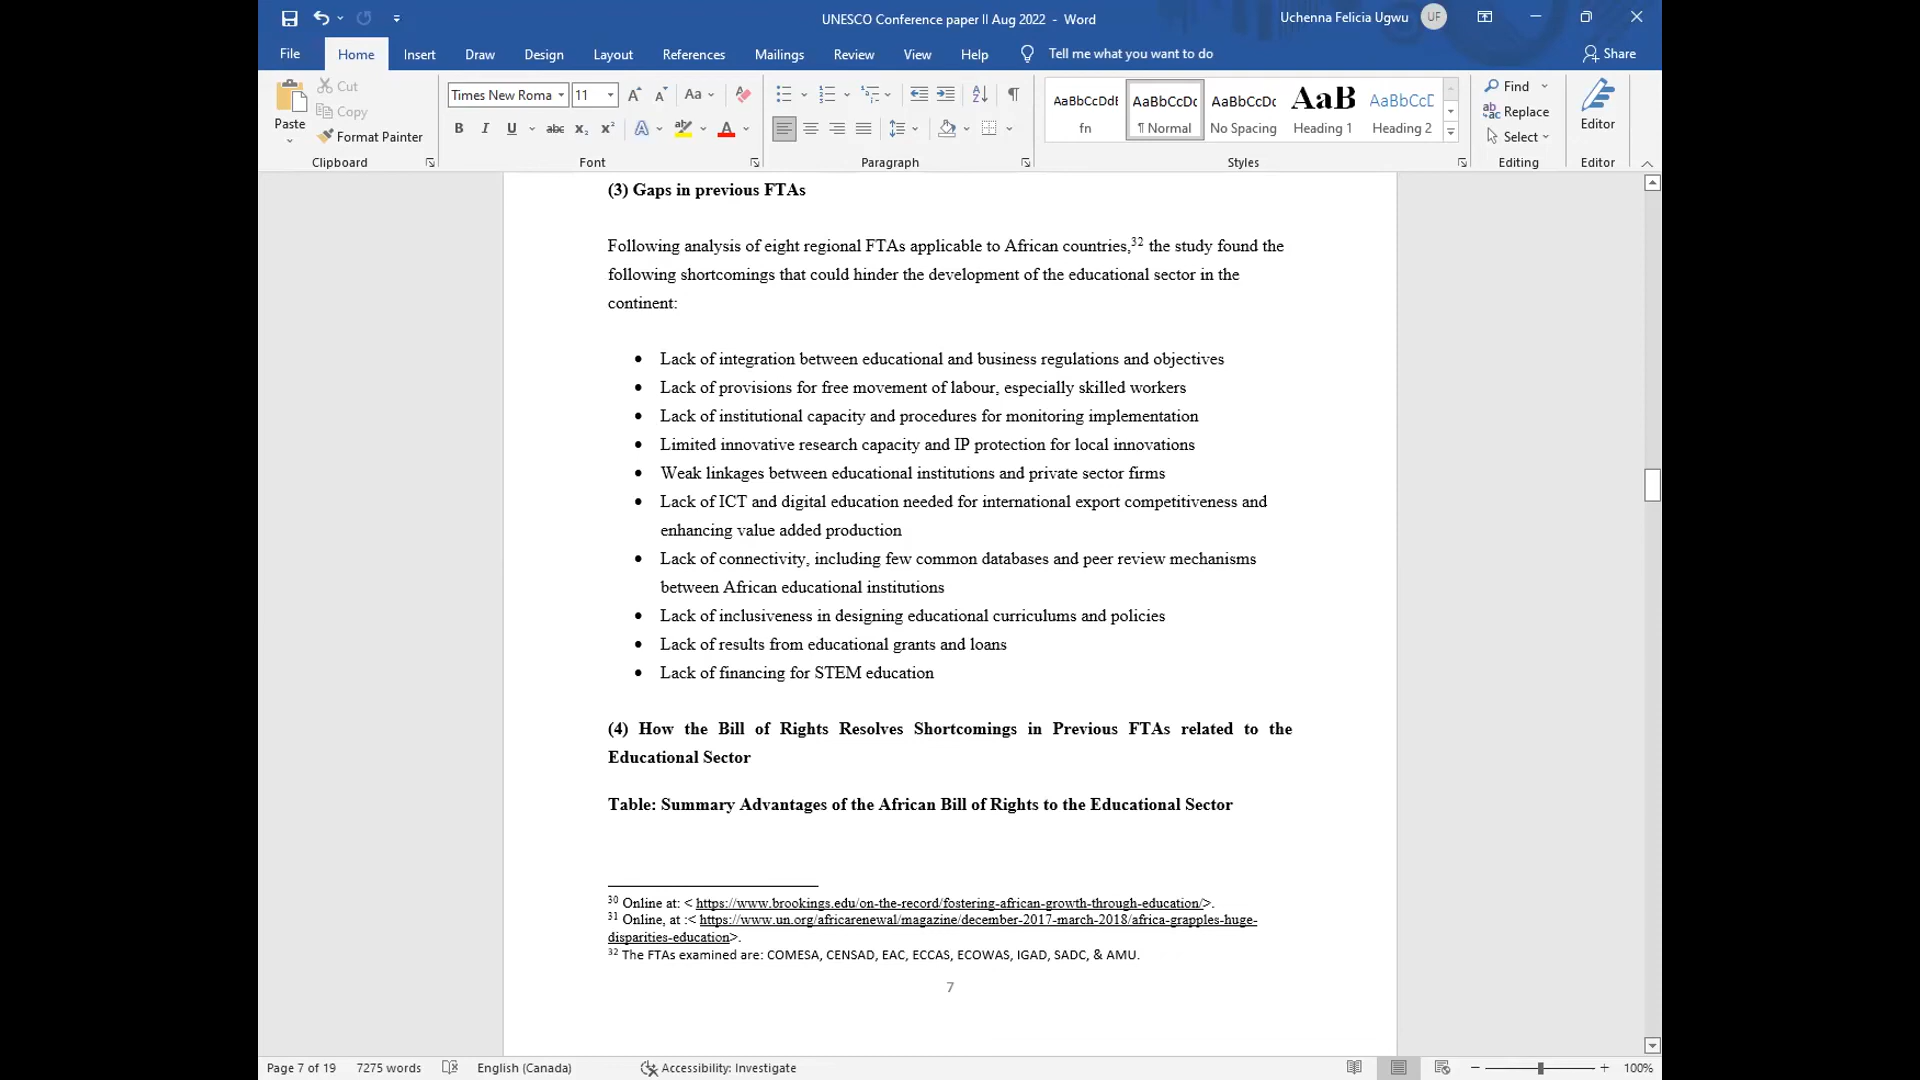 UNESCO Conference paper II Aug 2022 - Word
Uchenna Felicia Ugwu UF
File Home Insert Draw Design Layout References Mailings Review View Help Tell me what you want to do Share
Paste
Cut
Copy
Format Painter
Clipboard
Times New Roma 11
Font
Paragraph
AaBbCcDdE AaBbCcDc AaBbCcDc AaB AaBbCcD
fn ¶ Normal No Spacing Heading 1 Heading 2
Styles
Find
Replace
Select
Editing
Editor
Editor
(3) Gaps in previous FTAs
Following analysis of eight regional FTAs applicable to African countries,32 the study found the
following shortcomings that could hinder the development of the educational sector in the
continent:
• Lack of integration between educational and business regulations and objectives
• Lack of provisions for free movement of labour, especially skilled workers
• Lack of institutional capacity and procedures for monitoring implementation
• Limited innovative research capacity and IP protection for local innovations
• Weak linkages between educational institutions and private sector firms
• Lack of ICT and digital education needed for international export competitiveness and
enhancing value added production
• Lack of connectivity, including few common databases and peer review mechanisms
between African educational institutions
• Lack of inclusiveness in designing educational curriculums and policies
• Lack of results from educational grants and loans
• Lack of financing for STEM education
(4) How the Bill of Rights Resolves Shortcomings in Previous FTAs related to the
Educational Sector
Table: Summary Advantages of the African Bill of Rights to the Educational Sector
30 Online at: < https://www.brookings.edu/on-the-record/fostering-african-growth-through-education/>.
31 Online, at :< https://www.un.org/africarenewal/magazine/december-2017-march-2018/africa-grapples-huge-
disparities-education>.
32 The FTAs examined are: COMESA, CENSAD, EAC, ECCAS, ECOWAS, IGAD, SADC, & AMU.
7
Page 7 of 19 7275 words English (Canada) Accessibility: Investigate 100%